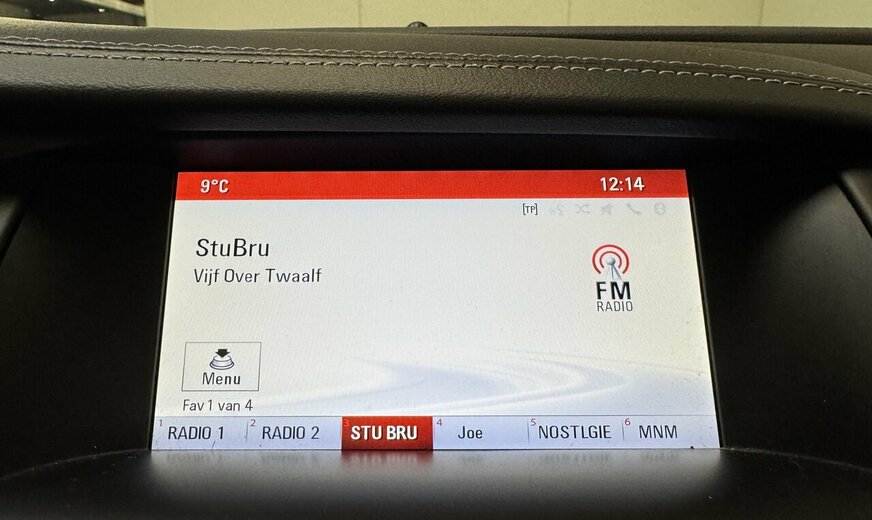 9°C 12:14
[TP]
StuBru
Vijf Over Twaalf
FM
RADIO
Menu
Fav 1 van 4
1 RADIO 1 2 RADIO 2 3 STU BRU 4 Joe 5 NOSTLGIE 6 MNM